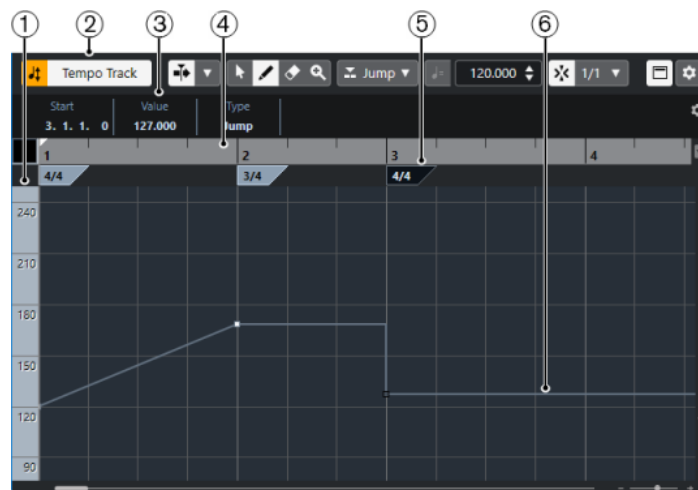 ① ② ③ ④ ⑤ ⑥
Tempo Track Jump 120.000 1/1
Start Value Type
3. 1. 1. 0 127.000 Jump
1 2 3 4
4/4 3/4 4/4
240
210
180
150
120
90